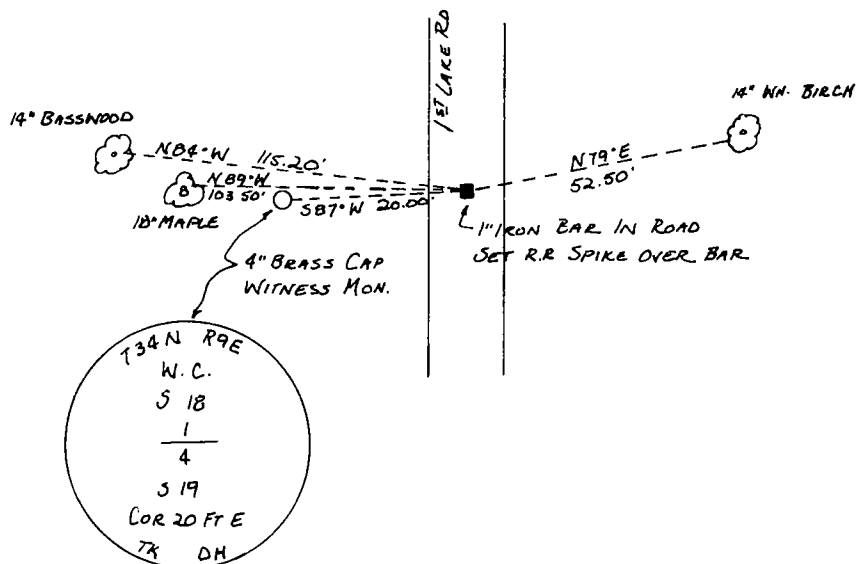 1ST LAKE RD
14" BASSWOOD
14" WH. BIRCH
N84°W 115.20'
N79°E
52.50'
N89°W
103.50'
10" MAPLE
S87°W 20.00'
1" IRON BAR IN ROAD
SET R.R SPIKE OVER BAR
4" BRASS CAP
WITNESS MON.
T34N R9E
W.C.
S 18
1
4
S 19
COR 20 FT E
TK DH